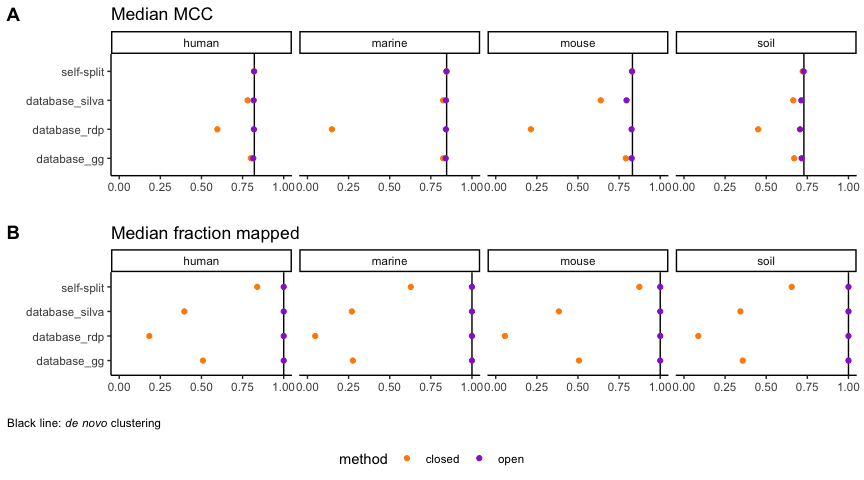 A
Median MCC
human marine mouse soil
self-split
database_silva
database_rdp
database_gg
0.00 0.25 0.50 0.75 1.00 0.00 0.25 0.50 0.75 1.00 0.00 0.25 0.50 0.75 1.00 0.00 0.25 0.50 0.75 1.00
B
Median fraction mapped
human marine mouse soil
self-split
database_silva
database_rdp
database_gg
0.00 0.25 0.50 0.75 1.00 0.00 0.25 0.50 0.75 1.00 0.00 0.25 0.50 0.75 1.00 0.00 0.25 0.50 0.75 1.00
Black line: de novo clustering
method closed open